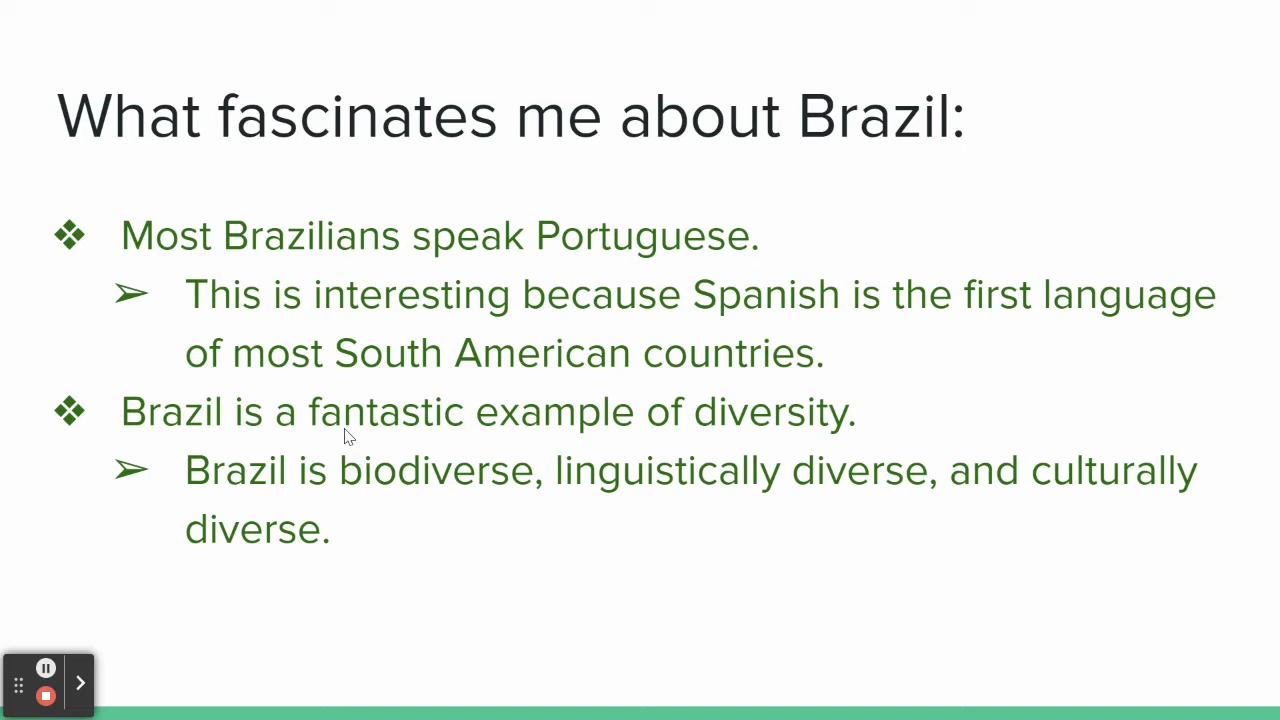 What fascinates me about Brazil:
❖ Most Brazilians speak Portuguese.
➢ This is interesting because Spanish is the first language
of most South American countries.
❖ Brazil is a fantastic example of diversity.
➢ Brazil is biodiverse, linguistically diverse, and culturally
diverse.